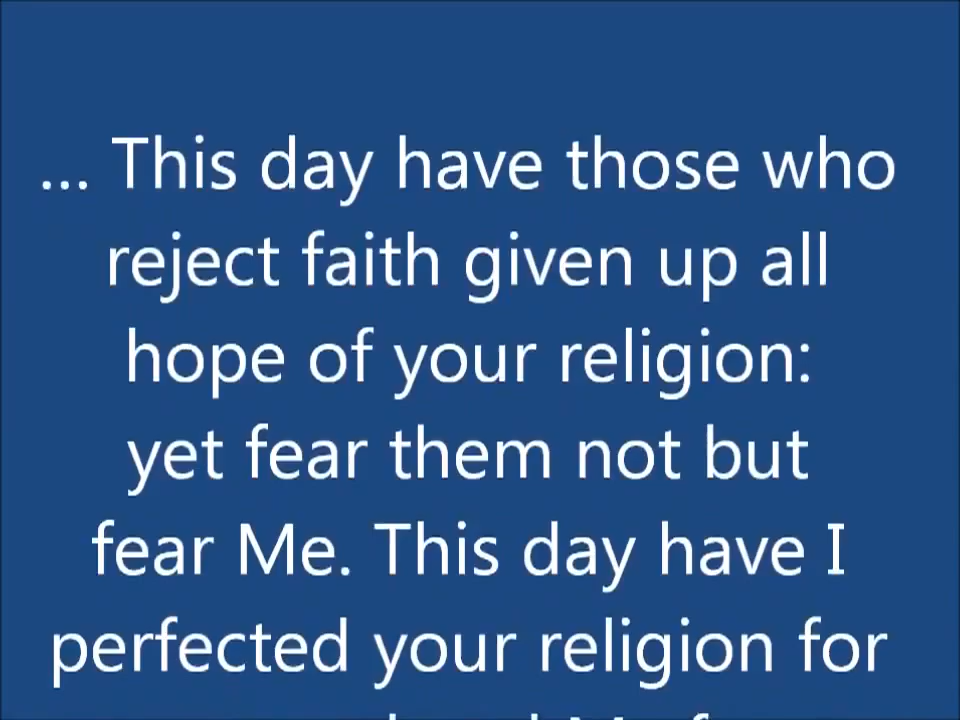 ... This day have those who
reject faith given up all
hope of your religion:
yet fear them not but
fear Me. This day have I
perfected your religion for